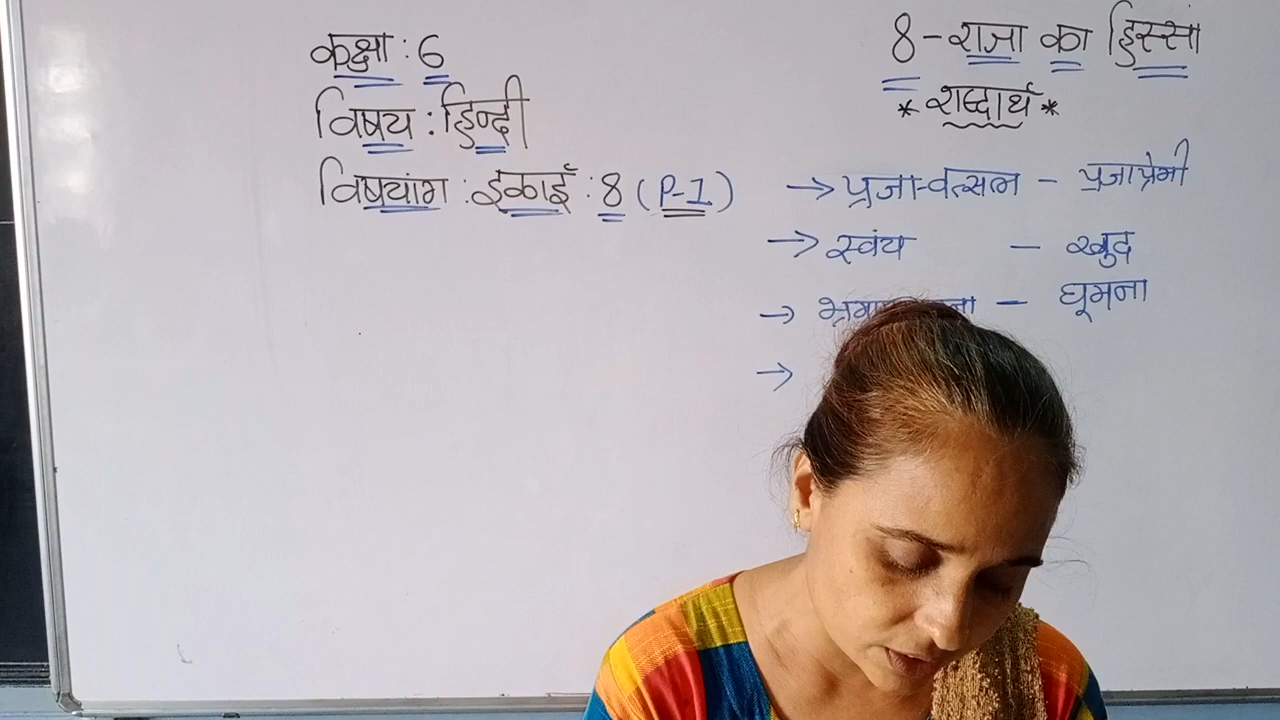 कक्षा : 6
विषय : हिन्दी
विषयांग : इकाई : 8 (P-1)
8 - राजा का हिस्सा
* शब्दार्थ *
→ प्रजा-वत्सल - प्रजाप्रेमी
→ स्वंय - खुद
→ - घूमना
→